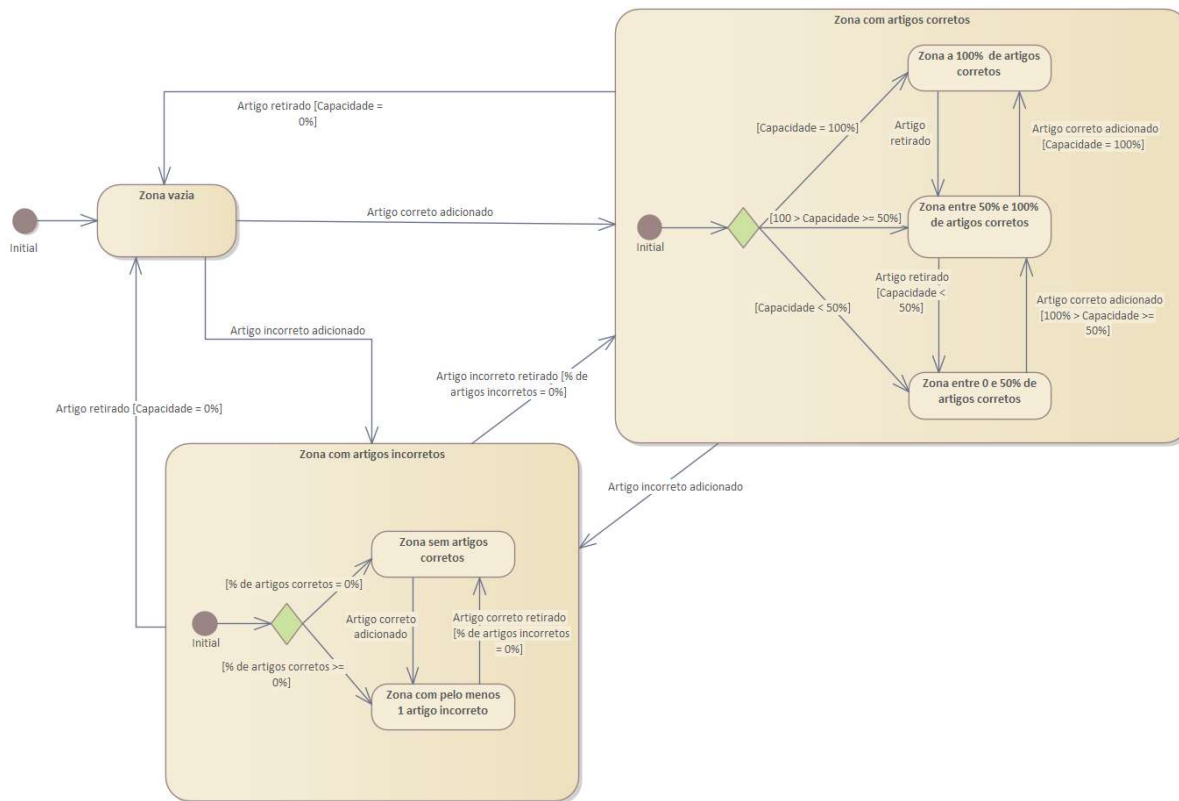 Zona com artigos corretos
Zona a 100% de artigos
corretos
Artigo retirado [Capacidade =
0%]
[Capacidade = 100%]
Artigo
retirado
Artigo correto adicionado
[Capacidade = 100%]
Zona vazia
Initial
Artigo correto adicionado
Initial
[100 > Capacidade >= 50%]
Zona entre 50% e 100%
de artigos corretos
Artigo retirado
[Capacidade <
50%]
Artigo correto adicionado
[100% > Capacidade >=
50%]
[Capacidade < 50%]
Artigo incorreto adicionado
Zona entre 0 e 50% de
artigos corretos
Artigo incorreto retirado [% de
artigos incorretos = 0%]
Artigo retirado [Capacidade = 0%]
Zona com artigos incorretos
Artigo incorreto adicionado
Zona sem artigos
corretos
[% de artigos corretos = 0%]
Artigo correto
adicionado
Artigo correto retirado
[% de artigos incorretos
= 0%]
Initial
[% de artigos corretos >=
0%]
Zona com pelo menos
1 artigo incorreto